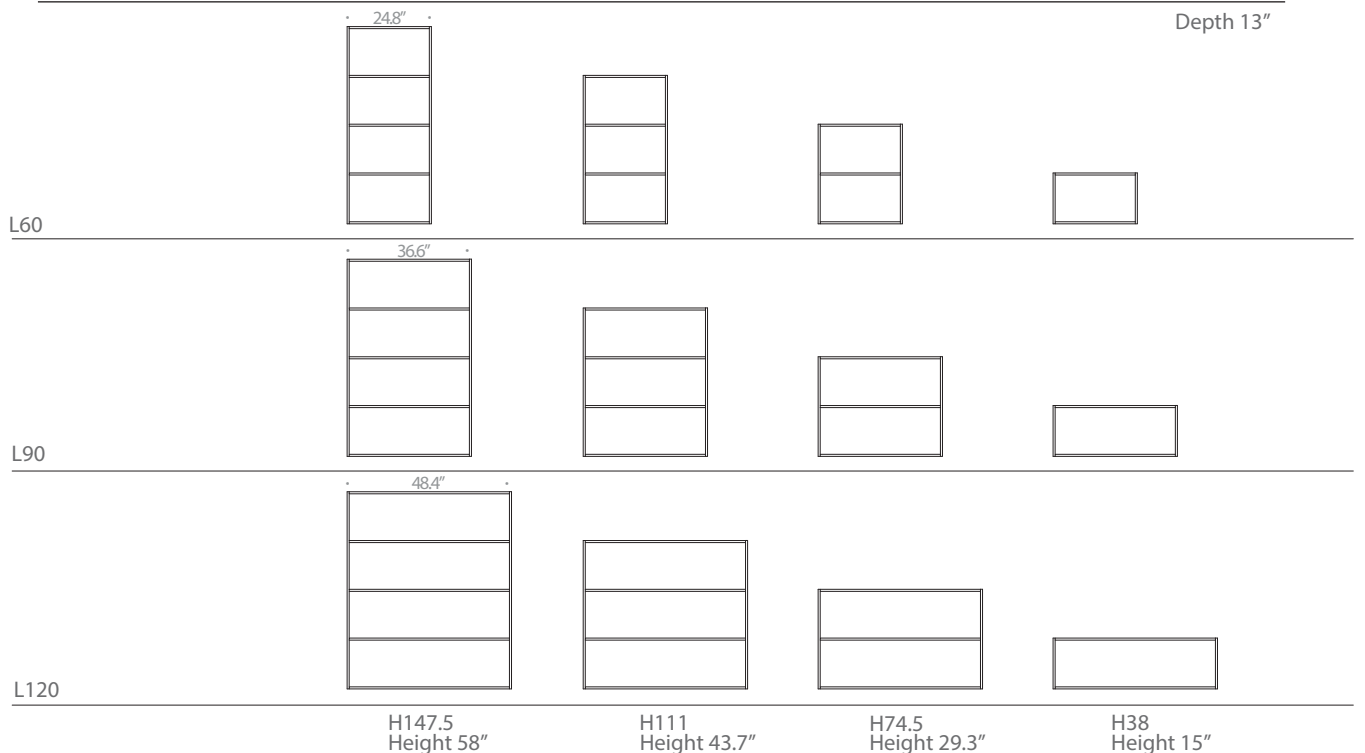 24.8”
Depth 13”
L60
36.6”
L90
48.4”
L120
H147.5
Height 58”
H111
Height 43.7”
H74.5
Height 29.3”
H38
Height 15”